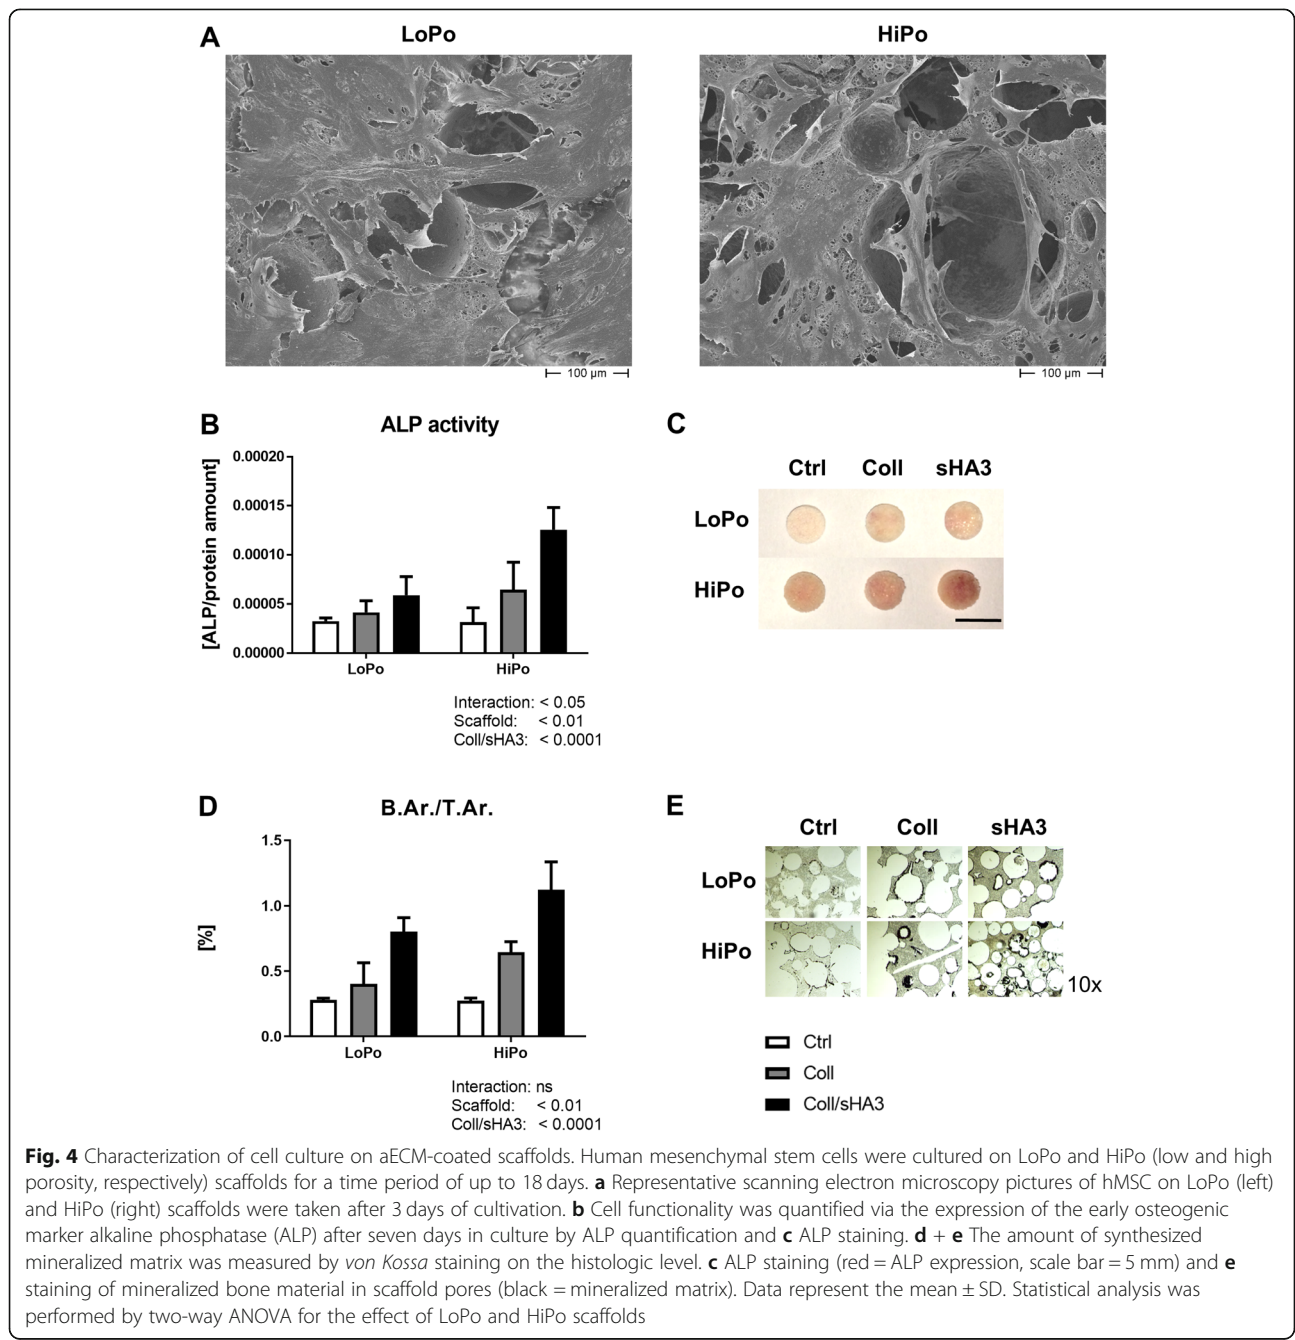 A
LoPo
HiPo
100 µm
100 µm
B
ALP activity
[ALP/protein amount]
0.00020
0.00015
0.00010
0.00005
0.00000
LoPo
HiPo
Interaction: < 0.05
Scaffold: < 0.01
Coll/sHA3: < 0.0001
C
Ctrl Coll sHA3
LoPo
HiPo
D
B.Ar./T.Ar.
[%]
1.5
1.0
0.5
0.0
LoPo
HiPo
Interaction: ns
Scaffold: < 0.01
Coll/sHA3: < 0.0001
E
Ctrl Coll sHA3
LoPo
HiPo
10x
Ctrl
Coll
Coll/sHA3
Fig. 4 Characterization of cell culture on aECM-coated scaffolds. Human mesenchymal stem cells were cultured on LoPo and HiPo (low and high
porosity, respectively) scaffolds for a time period of up to 18 days. a Representative scanning electron microscopy pictures of hMSC on LoPo (left)
and HiPo (right) scaffolds were taken after 3 days of cultivation. b Cell functionality was quantified via the expression of the early osteogenic
marker alkaline phosphatase (ALP) after seven days in culture by ALP quantification and c ALP staining. d + e The amount of synthesized
mineralized matrix was measured by von Kossa staining on the histologic level. c ALP staining (red = ALP expression, scale bar = 5 mm) and e
staining of mineralized bone material in scaffold pores (black = mineralized matrix). Data represent the mean ± SD. Statistical analysis was
performed by two-way ANOVA for the effect of LoPo and HiPo scaffolds